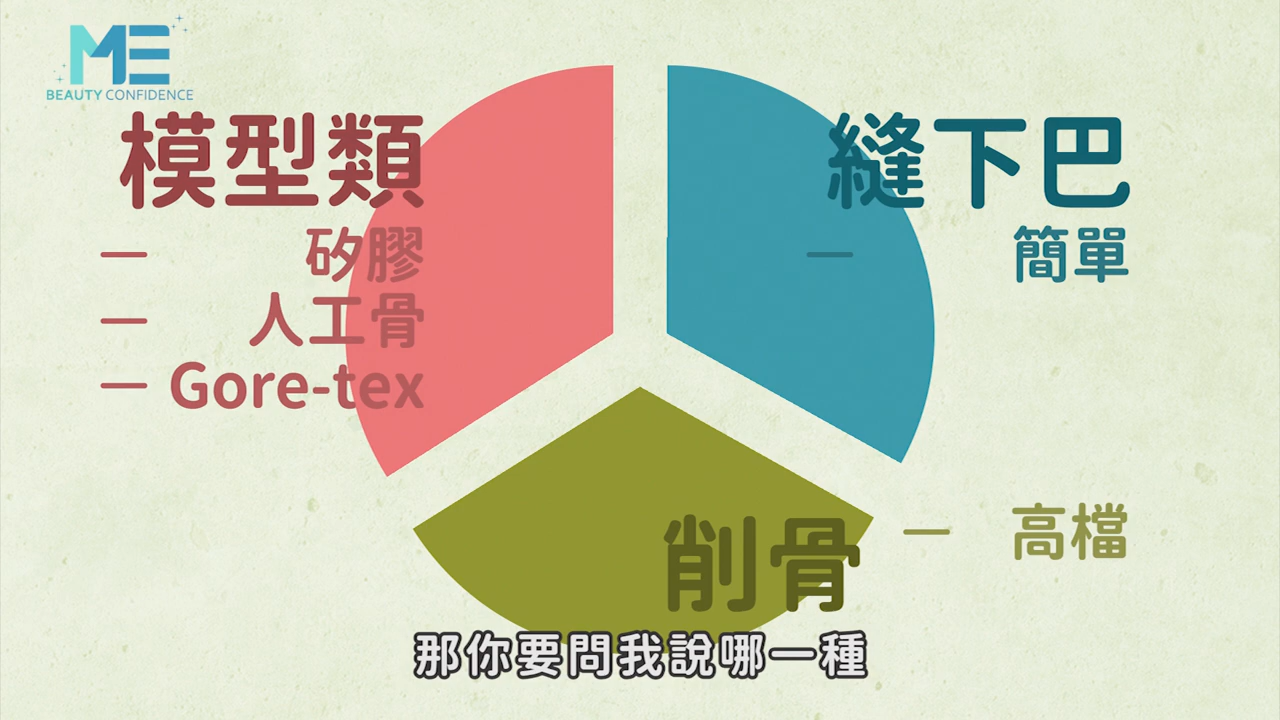 ME
BEAUTY CONFIDENCE
模型類
— 矽膠
— 人工骨
— Gore-tex
縫下巴
— 簡單
削骨
— 高檔
那你要問我說哪一種